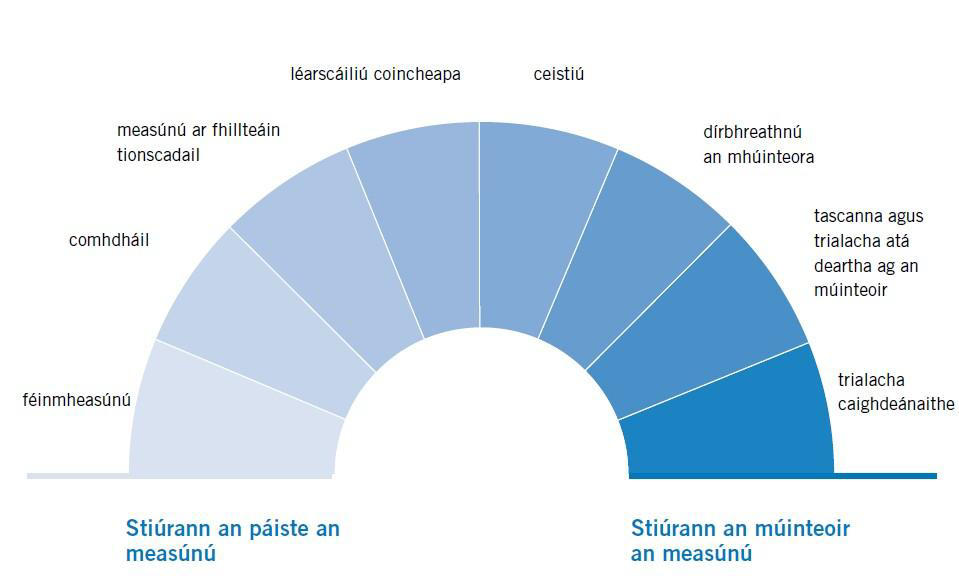 léarscáiliú coincheapa
ceistiú
measúnú ar fhillteáin
tionscadail
dírbhreathnú
an mhúinteora
comhdháil
tascanna agus
trialacha atá
deartha ag an
múinteoir
féinmheasúnú
trialacha
caighdeánaithe
Stiúrann an páiste an
measúnú
Stiúrann an múinteoir
an measúnú